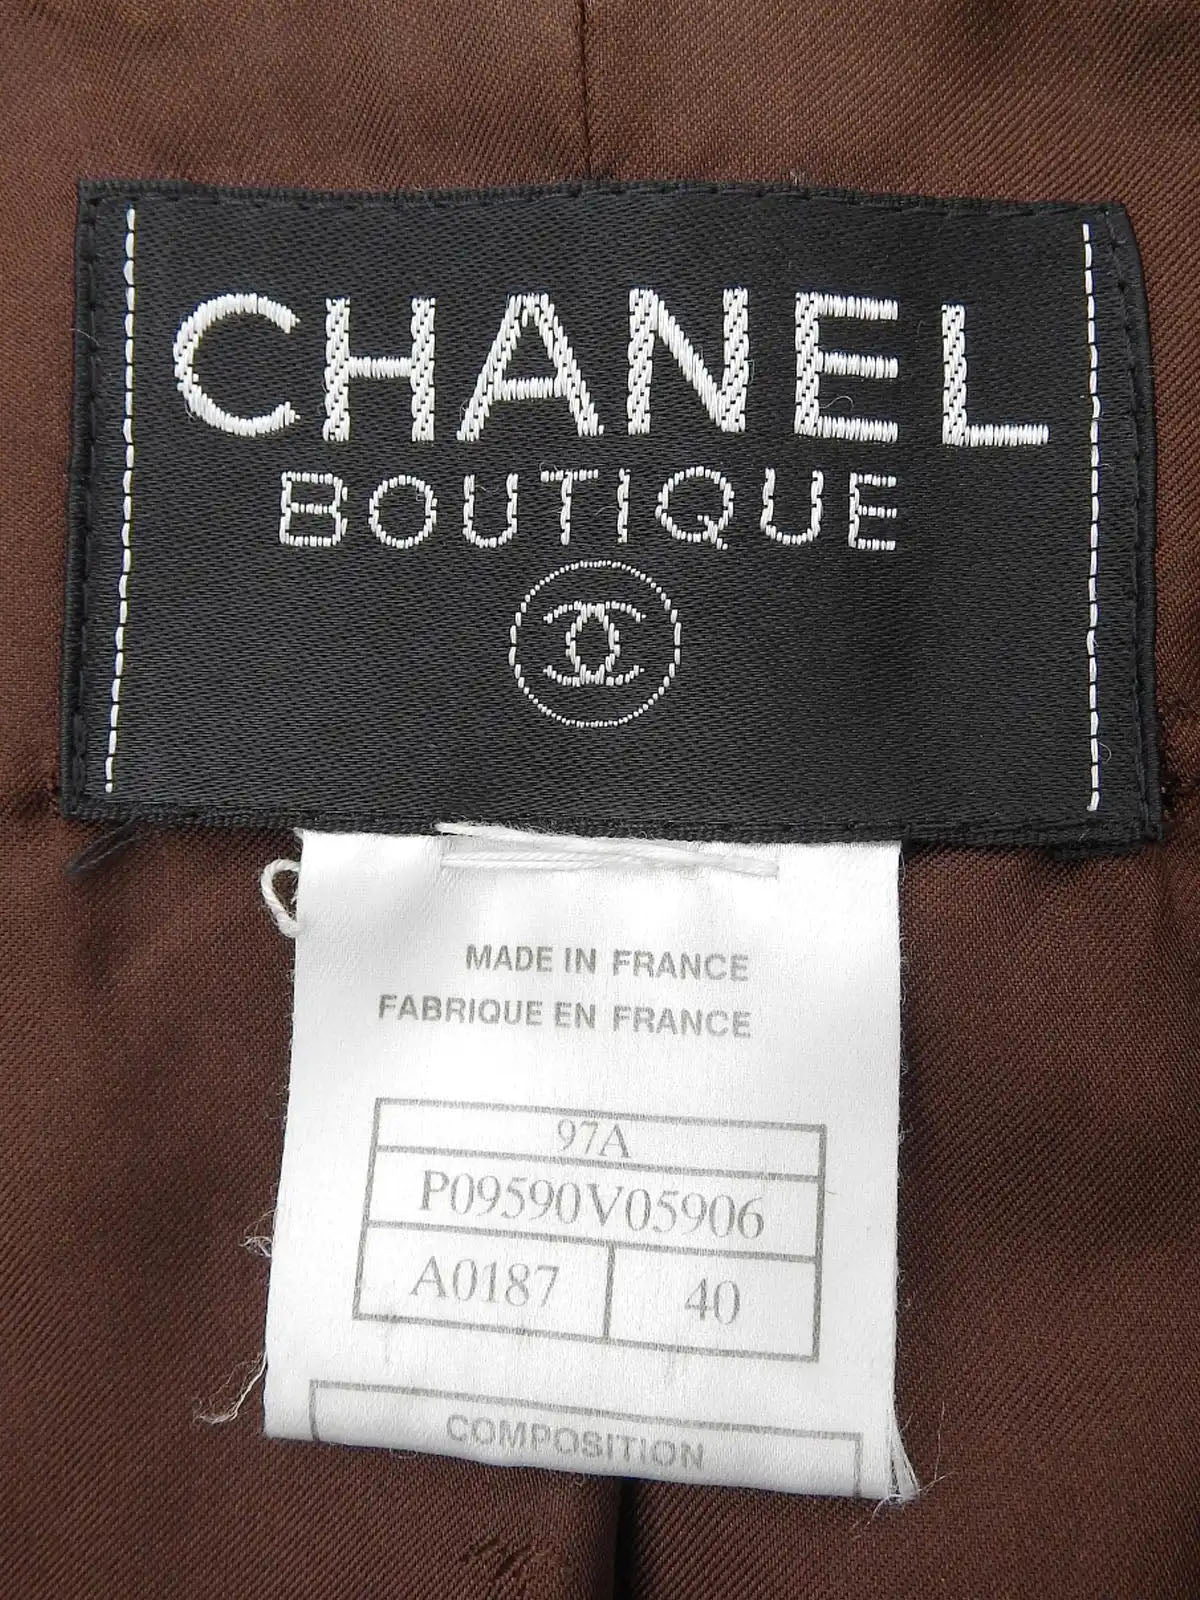 CHANEL
BOUTIQUE
MADE IN FRANCE
FABRIQUE EN FRANCE
97A
P09590V05906
A0187 40
COMPOSITION